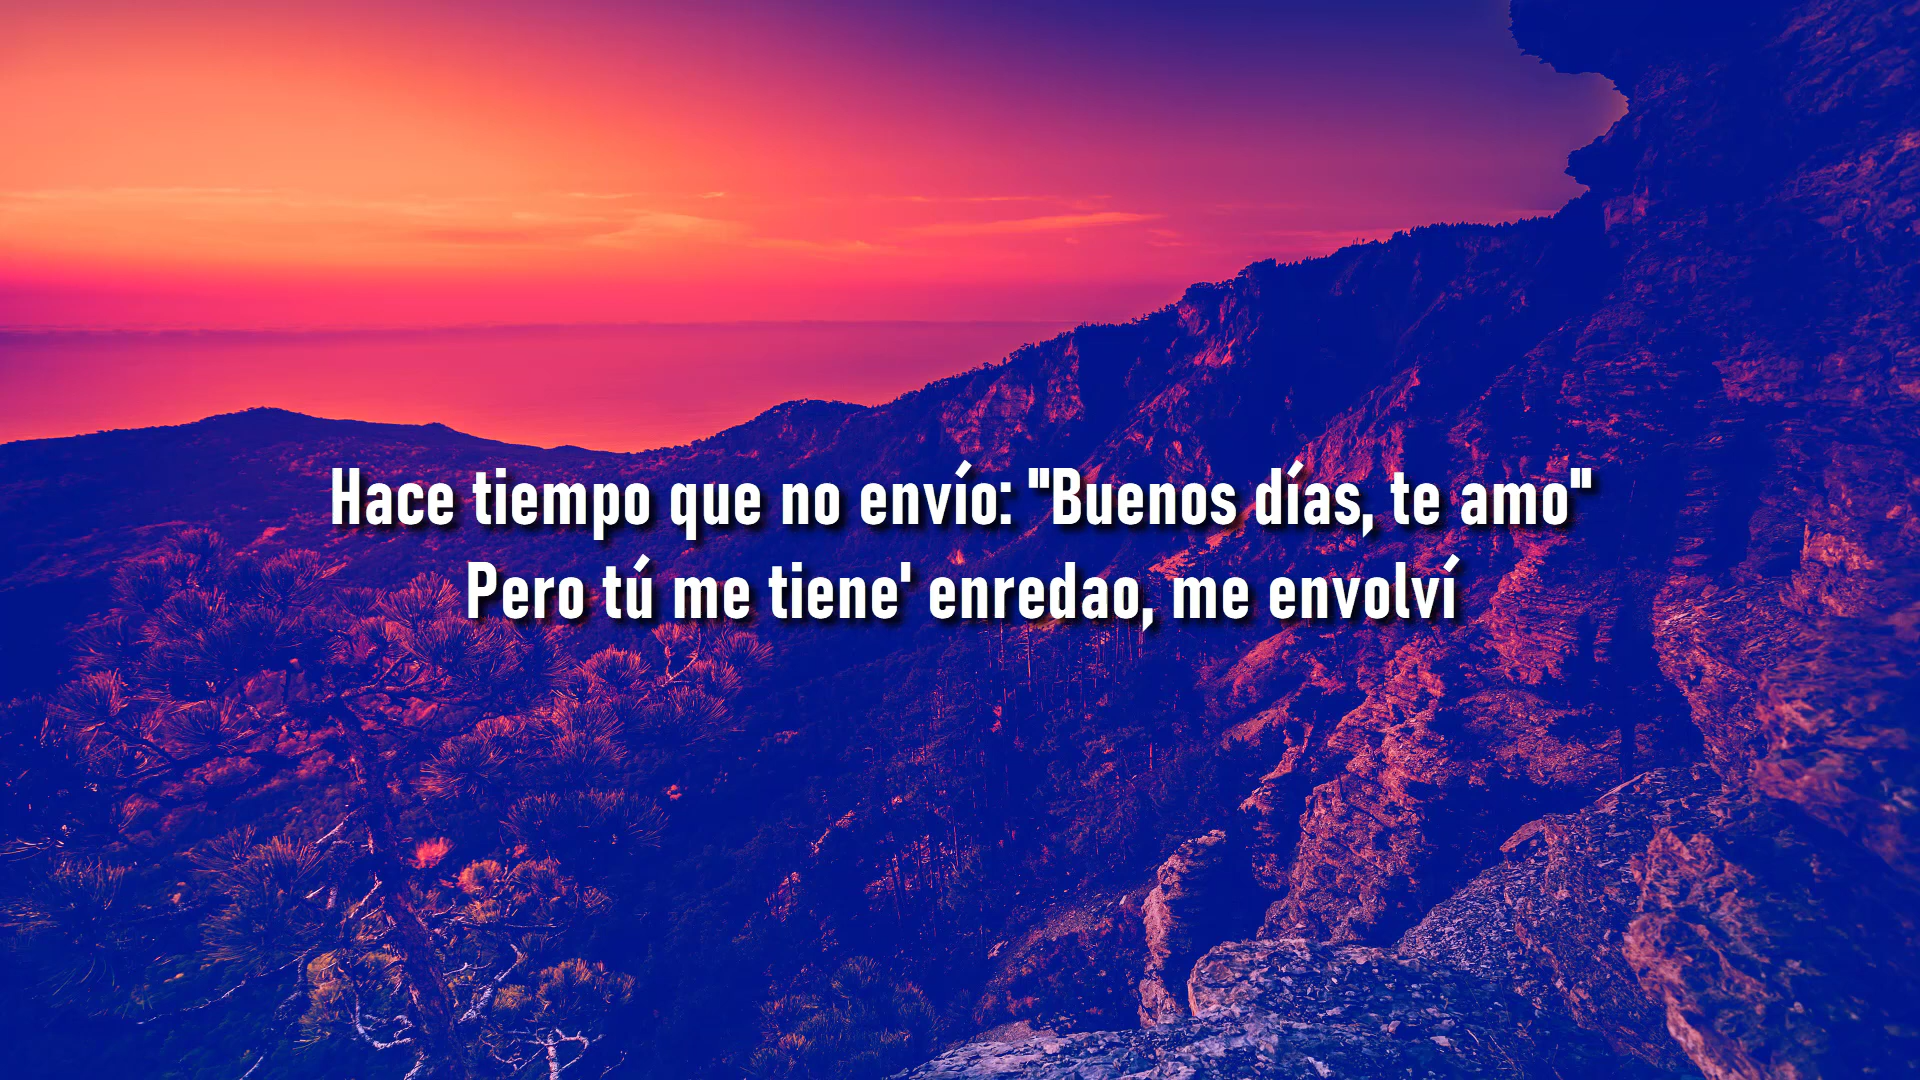 Hace tiempo que no envío: "Buenos días, te amo"
Pero tú me tiene' enredao, me envolví